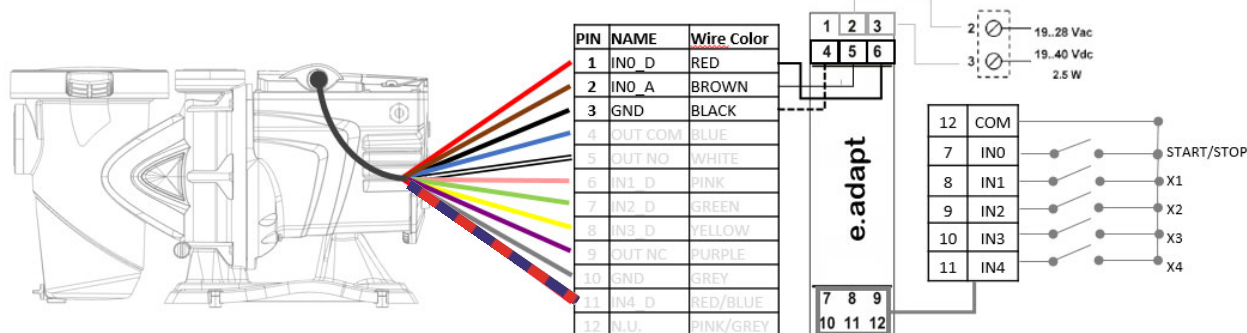 PIN NAME Wire Color
1 IN0_D RED
2 IN0_A BROWN
3 GND BLACK
4 OUT COM BLUE
5 OUT NO WHITE
6 IN1_D PINK
7 IN2_D GREEN
8 IN3_D YELLOW
9 OUT NC PURPLE
10 GND GREY
11 IN4_D RED/BLUE
12 N.U. PINK/GREY
1 2 3
4 5 6
e.adapt
7 8 9
10 11 12
2 19..28 Vac
3 19..40 Vdc
2.5 W
12 COM
7 IN0 START/STOP
8 IN1 X1
9 IN2 X2
10 IN3 X3
11 IN4 X4